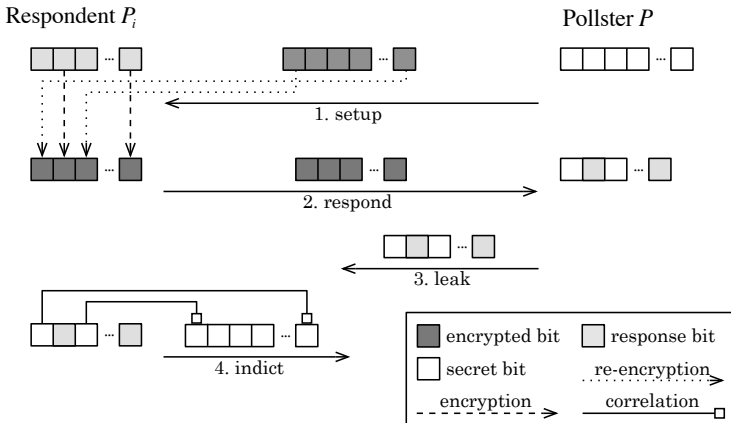 Respondent Pi
Pollster P
...
...
...
1. setup
...
...
...
2. respond
...
3. leak
...
...
4. indict
encrypted bit
response bit
secret bit
re-encryption
encryption
correlation